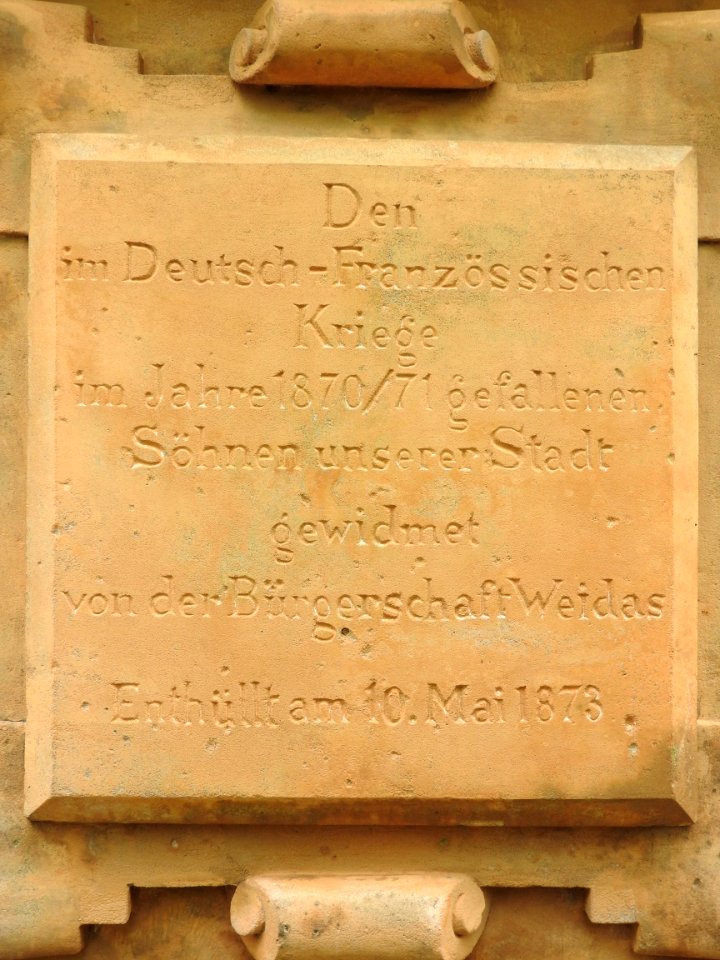 Den
im Deutsch-Französsischen
Kriege
im Jahre 1870/71 gefallenen
Söhnen unserer Stadt
gewidmet
von der Bürgerschaft Weidas
Enthüllt am 10. Mai 1873